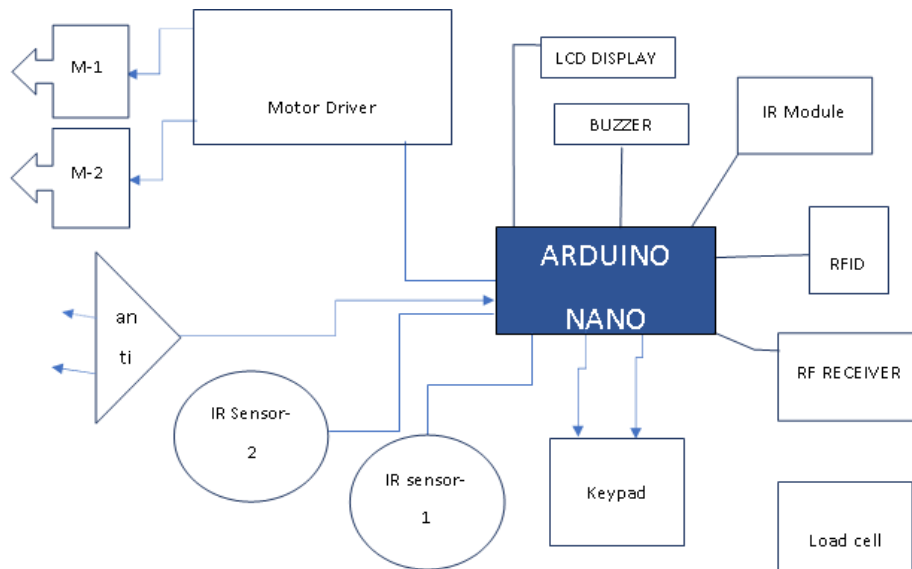 M-1
Motor Driver
LCD DISPLAY
BUZZER
IR Module
M-2
ARDUINO
NANO
RFID
an
ti
RF RECEIVER
IR Sensor-
2
IR sensor-
1
Keypad
Load cell